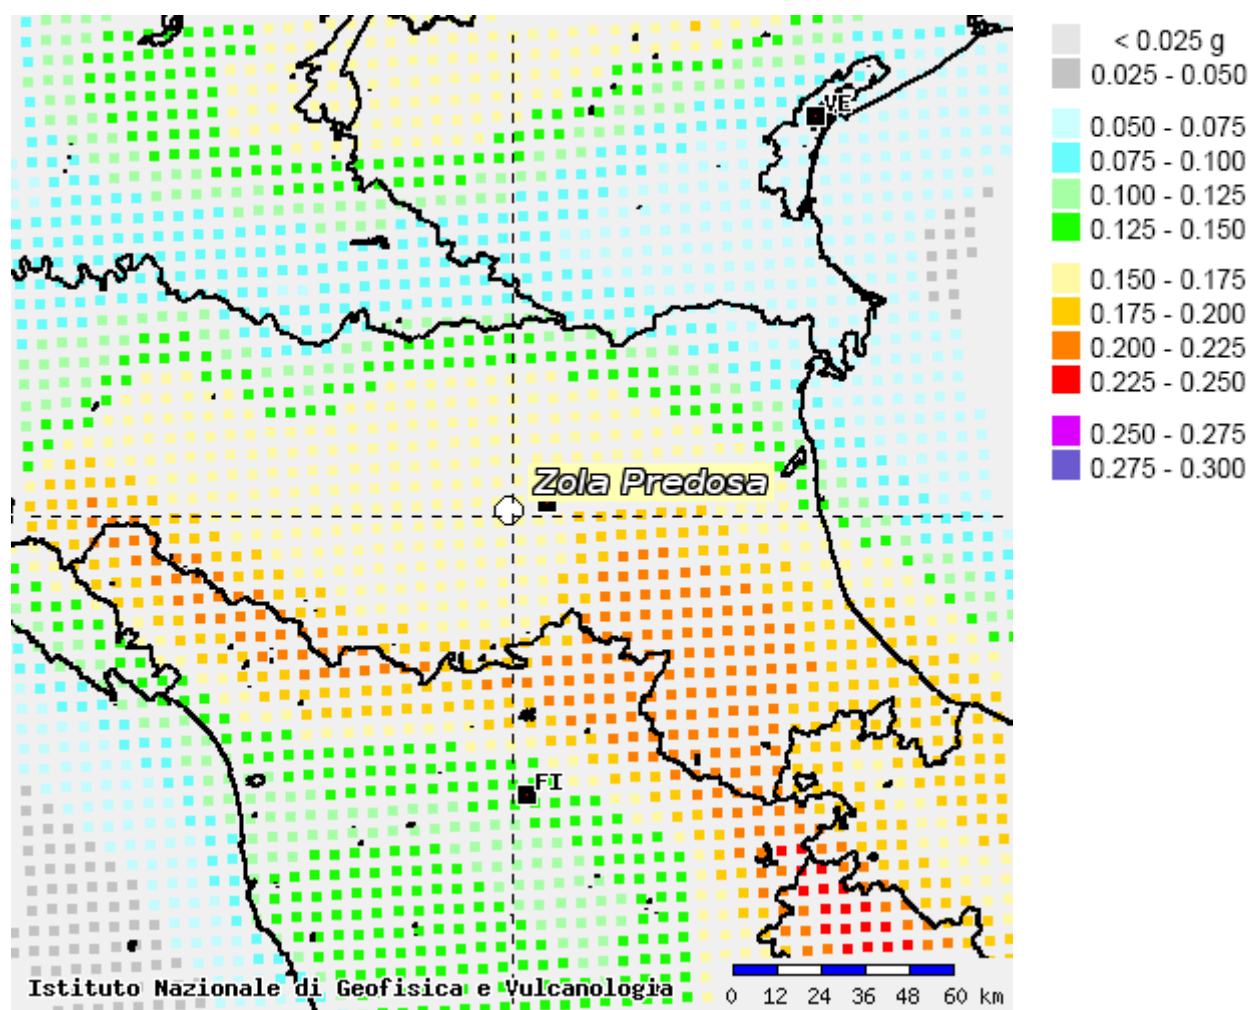 < 0.025 g
0.025 - 0.050
0.050 - 0.075
0.075 - 0.100
0.100 - 0.125
0.125 - 0.150
0.150 - 0.175
0.175 - 0.200
0.200 - 0.225
0.225 - 0.250
0.250 - 0.275
0.275 - 0.300
VE
Zola Predosa
FI
Istituto Nazionale di Geofisica e Vulcanologia
0 12 24 36 48 60 km